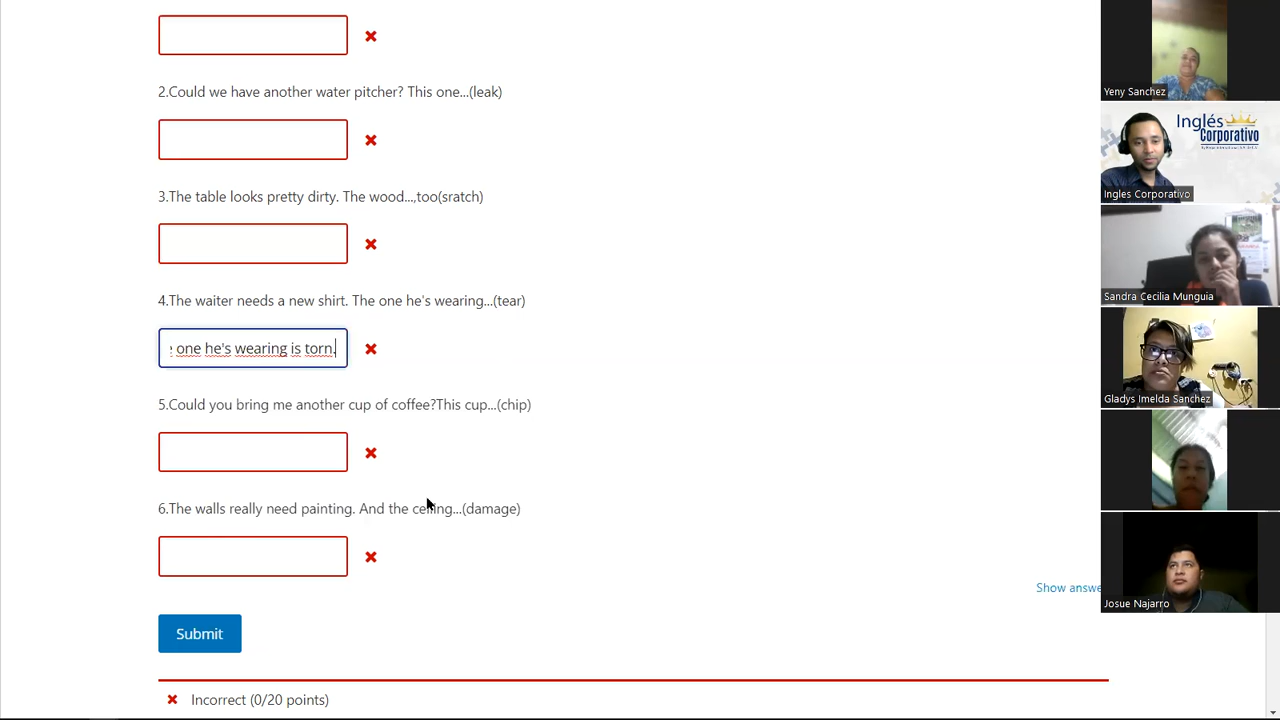 2.Could we have another water pitcher? This one...(leak)
3.The table looks pretty dirty. The wood...,too(sratch)
4.The waiter needs a new shirt. The one he's wearing...(tear)
one he's wearing is torn.
5.Could you bring me another cup of coffee?This cup...(chip)
6.The walls really need painting. And the ceiling...(damage)
Show answe
Submit
Incorrect (0/20 points)
Yeny Sanchez
Inglés
Corporativo
Ingles Corporativo
Sandra Cecilia Munguia
Gladys Imelda Sanchez
Josue Najarro